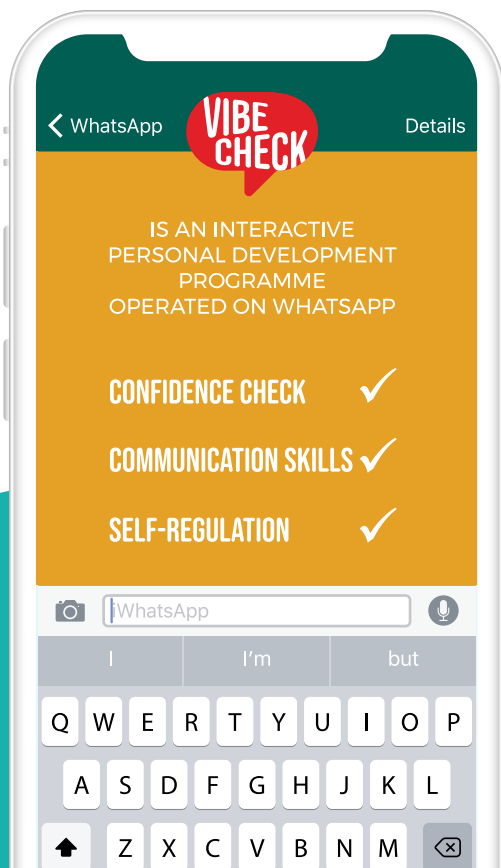 WhatsApp
VIBE
CHECK
Details
IS AN INTERACTIVE
PERSONAL DEVELOPMENT
PROGRAMME
OPERATED ON WHATSAPP
CONFIDENCE CHECK
COMMUNICATION SKILLS
SELF-REGULATION
iWhatsApp
I I'm but
Q W E R T Y U I O P
A S D F G H J K L
Z X C V B N M